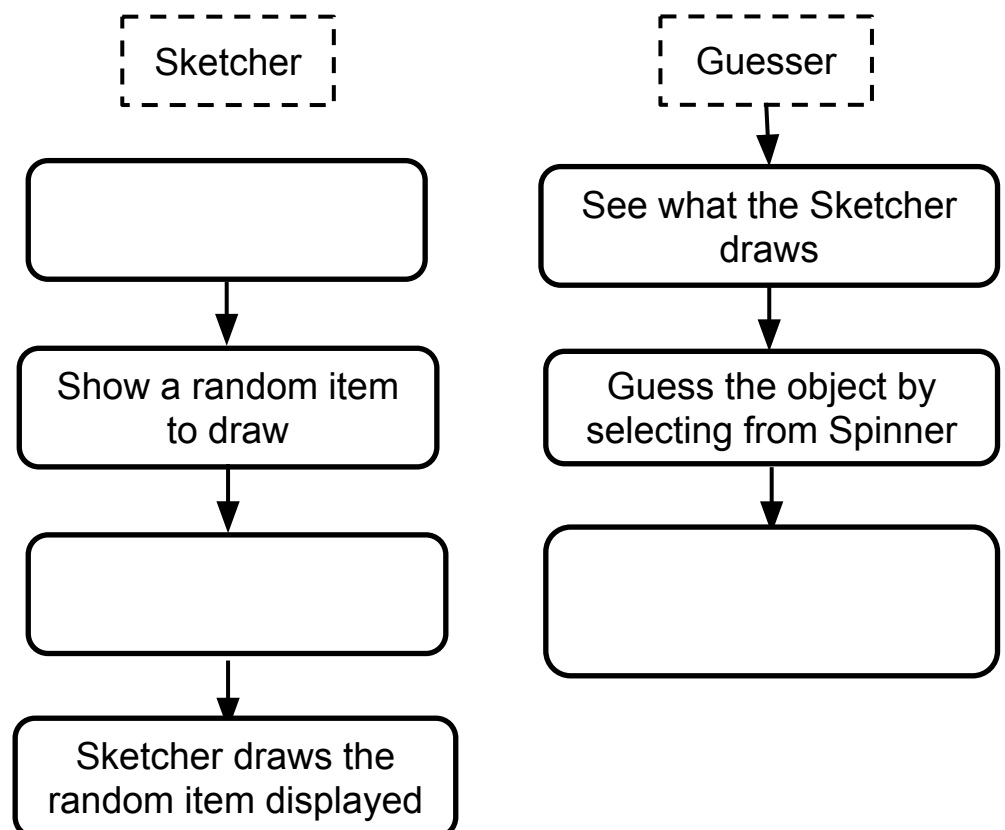 Sketcher
Show a random item
to draw
Sketcher draws the
random item displayed
Guesser
See what the Sketcher
draws
Guess the object by
selecting from Spinner